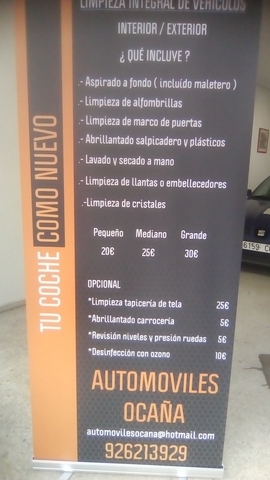 LIMPIEZA INTEGRAL DE VEHICULOS
INTERIOR / EXTERIOR
¿ QUÉ INCLUYE ?
.- Aspirado a fondo ( incluído maletero )
.- Limpieza de alfombrillas
.- Limpieza de marco de puertas
.- Abrillantado salpicadero y plásticos
.- Lavado y secado a mano
.- Limpieza de llantas o embellecedores
.-Limpieza de cristales
Pequeño Mediano Grande
20€ 25€ 30€
OPCIONAL
*Limpieza tapicería de tela 25€
*Abrillantado carrocería 5€
*Revisión niveles y presión ruedas 5€
*Desinfección con ozono 10€
AUTOMOVILES
OCAÑA
automovilesocana@hotmail.com
926213929
TU COCHE COMO NUEVO
6159